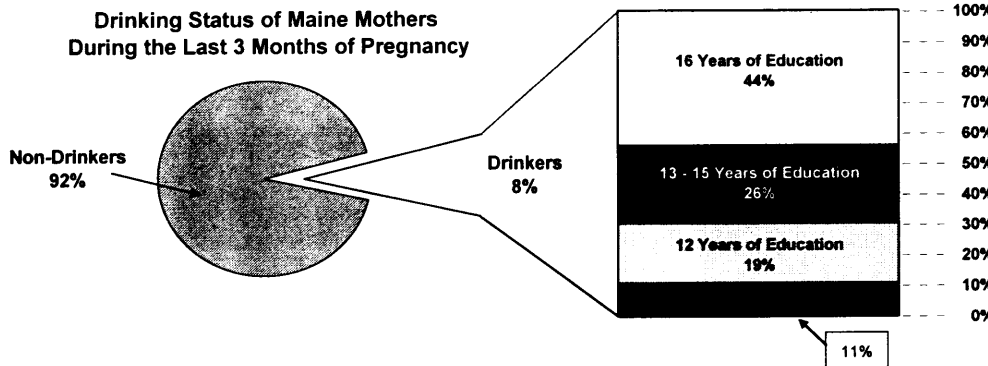 Drinking Status of Maine Mothers
During the Last 3 Months of Pregnancy
Non-Drinkers
92%
Drinkers
8%
16 Years of Education
44%
13 - 15 Years of Education
26%
12 Years of Education
19%
11%
100%
90%
80%
70%
60%
50%
40%
30%
20%
10%
0%